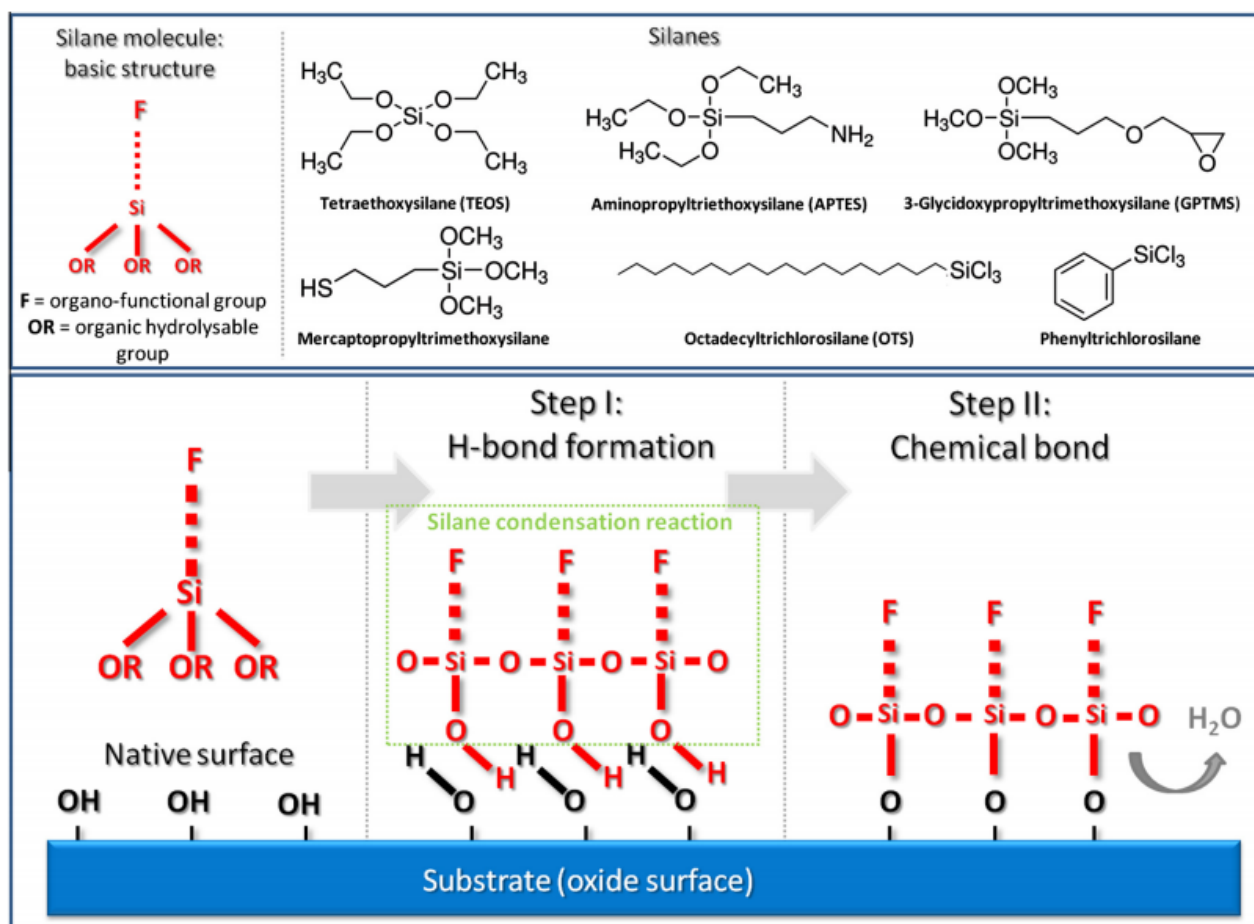 Silane molecule:
basic structure
F
Si
OR OR OR
F = organo-functional group
OR = organic hydrolysable
group
Silanes
H3C CH3
O O
Si
O O
H3C CH3
Tetraethoxysilane (TEOS)
O CH3
H3C O Si NH2
H3C O
Aminopropyltriethoxysilane (APTES)
OCH3
H3CO Si O
OCH3 O
3-Glycidoxypropyltrimethoxysilane (GPTMS)
OCH3
HS Si OCH3
OCH3
Mercaptopropyltrimethoxysilane
SiCl3
Octadecyltrichlorosilane (OTS)
SiCl3
Phenyltrichlorosilane
F
Si
OR OR OR
Native surface
OH OH OH
Step I:
H-bond formation
Silane condensation reaction
F F F
O Si O Si O Si O
O O O
H H H H H H
O O O
Step II:
Chemical bond
F F F
O Si O Si O Si O
H2O
O O O
Substrate (oxide surface)